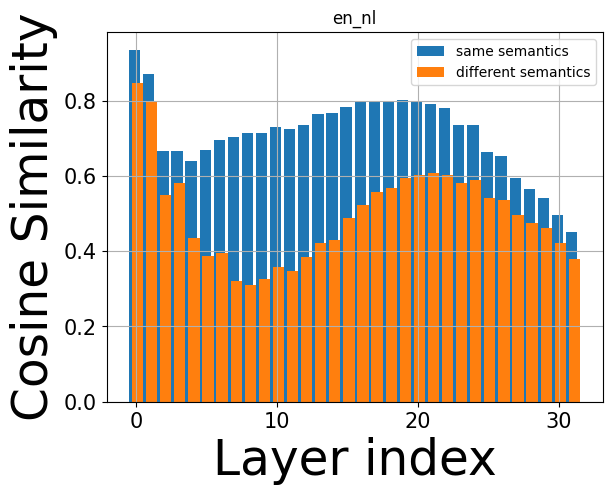 en_nl
same semantics
different semantics
Cosine Similarity
0.8
0.6
0.4
0.2
0.0
0
10
20
30
Layer index